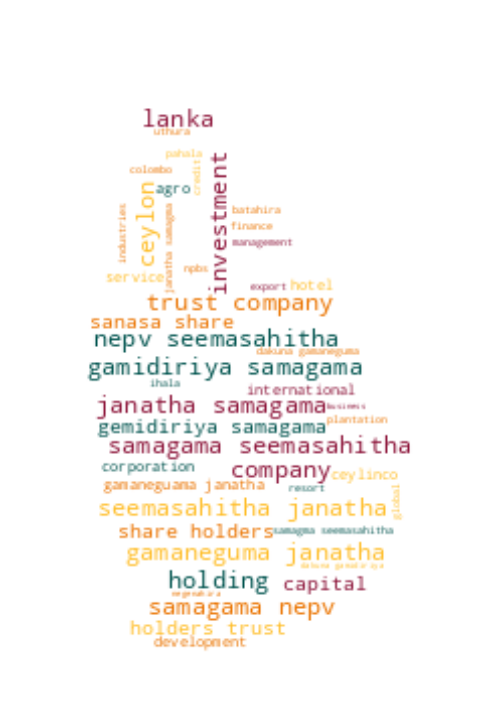 lanka
uthura
pahala
colombo
credit
agro
ceylon
investment
industries
janatha samagma
batahira
finance
management
npbs
service
export
hotel
trust company
sanasa share
nepv seemasahitha
dakuna gamaneguma
gamidiriya samagama
ihala
international
janatha samagama
business
plantation
gemidiriya samagama
samagama seemasahitha
corporation
company
ceylinco
gamaneguama janatha
resort
global
seemasahitha janatha
share holders
samagma seemasahitha
gamaneguma janatha
dakuna gamidiriya
holding
capital
samagama nepv
holders trust
development